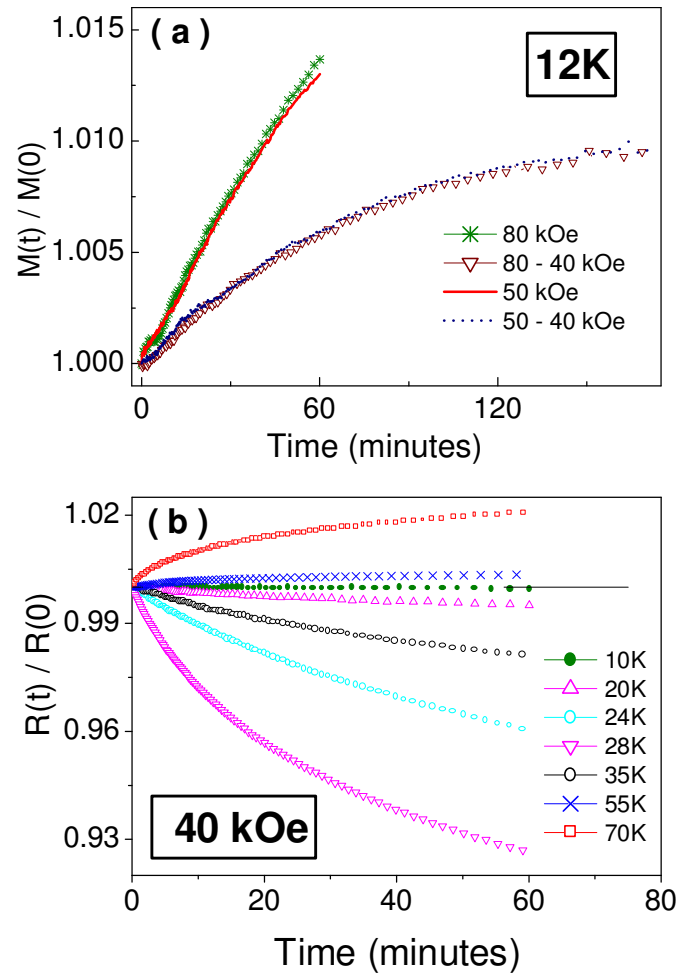 ( a )
12K
1.015
1.010
1.005
1.000
M(t) / M(0)
80 kOe
80 - 40 kOe
50 kOe
50 - 40 kOe
0
60
120
Time (minutes)
( b )
1.02
0.99
0.96
0.93
R(t) / R(0)
10K
20K
24K
28K
35K
55K
70K
40 kOe
0
20
40
60
80
Time (minutes)